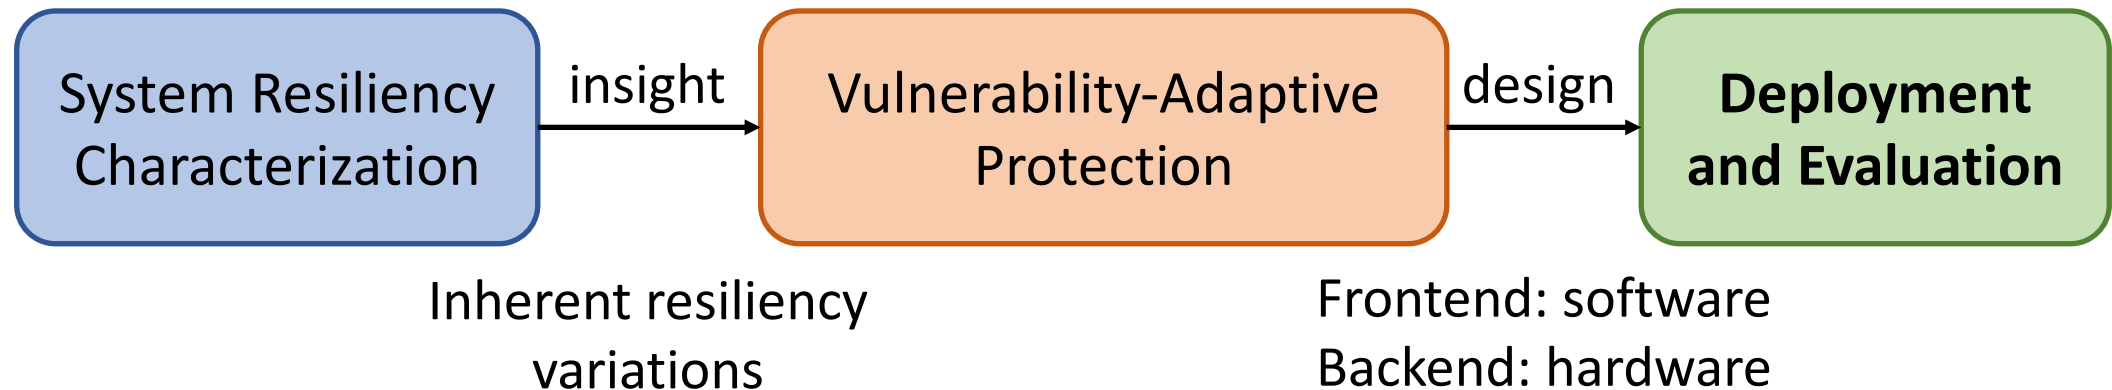 System Resiliency
Characterization
insight
Vulnerability-Adaptive
Protection
design
Deployment
and Evaluation
Inherent resiliency
variations
Frontend: software
Backend: hardware